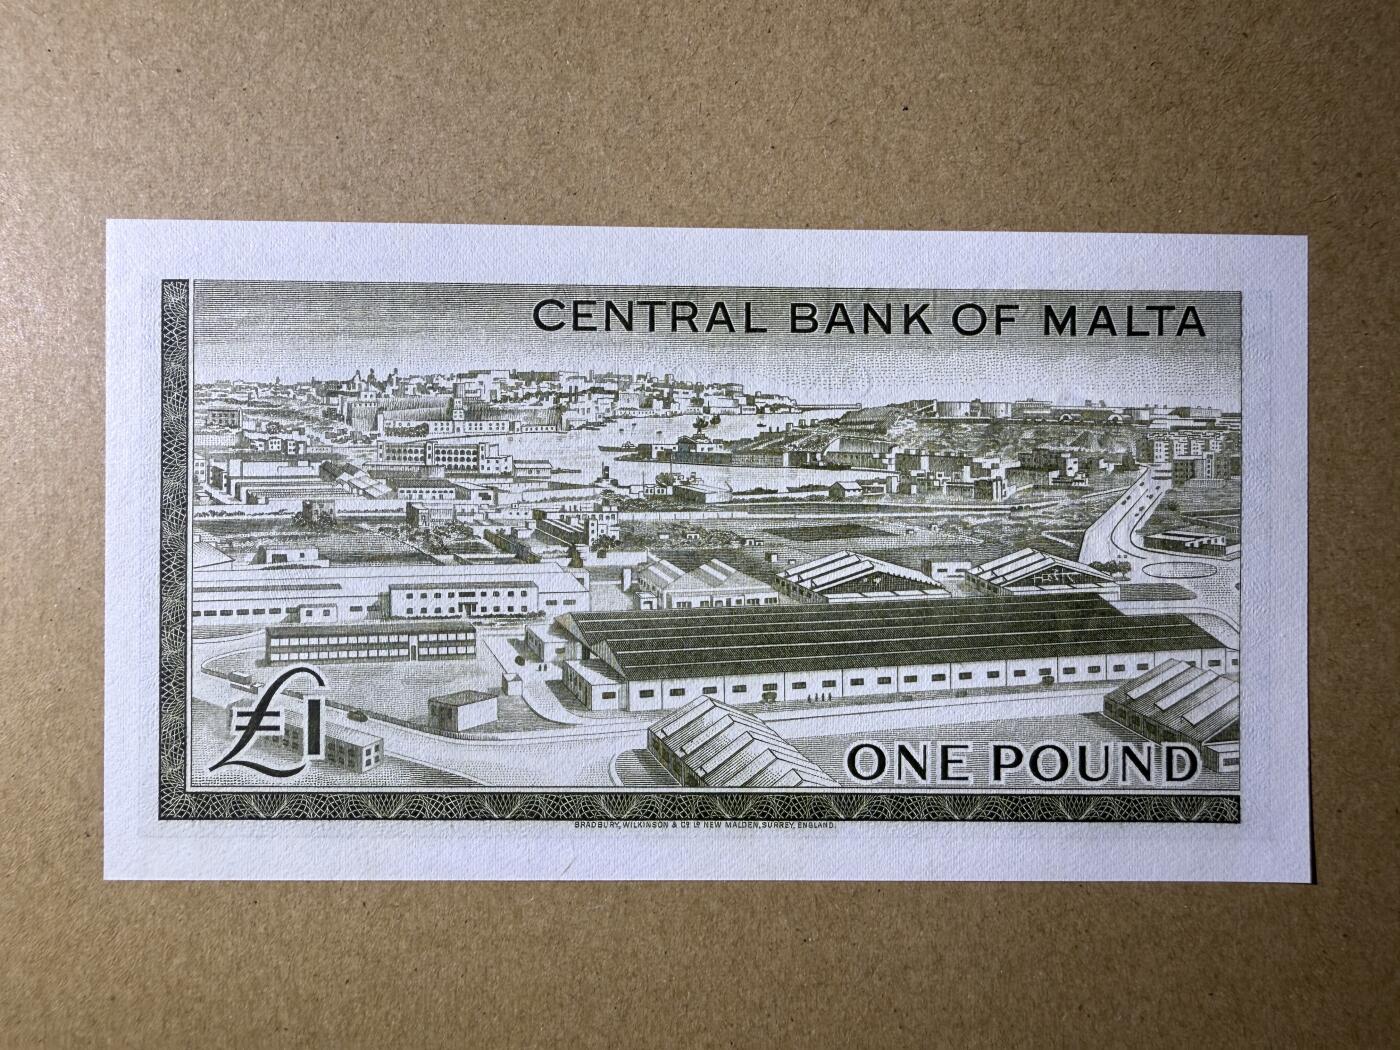 CENTRAL BANK OF MALTA
£1
ONE POUND
BRADBURY, WILKINSON & Cº. Lº NEW MALDEN, SURREY, ENGLAND.